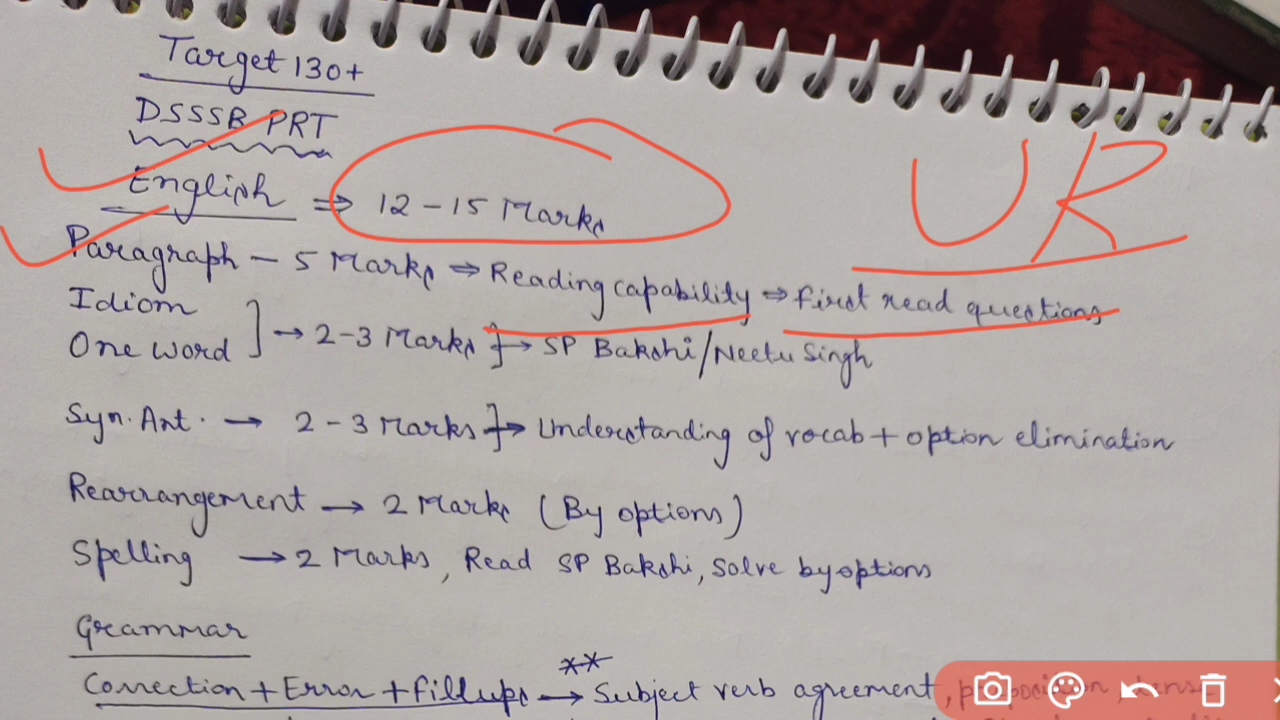 Target 130+
DSSSB PRT
English ⇒ 12-15 Marks
UR
Paragraph - 5 Marks ⇒ Reading capability ⇒ First read questions
Idiom
One word ] → 2-3 Marks }→ SP Bakshi/Neetu Singh
Syn. Ant. → 2-3 Marks }→ Understanding of vocab + option elimination
Rearrangement → 2 Marks (By options)
Spelling → 2 Marks, Read SP Bakshi, Solve by options
Grammar
Correction + Error + Fillups → ** Subject verb agreement, preposition, tense